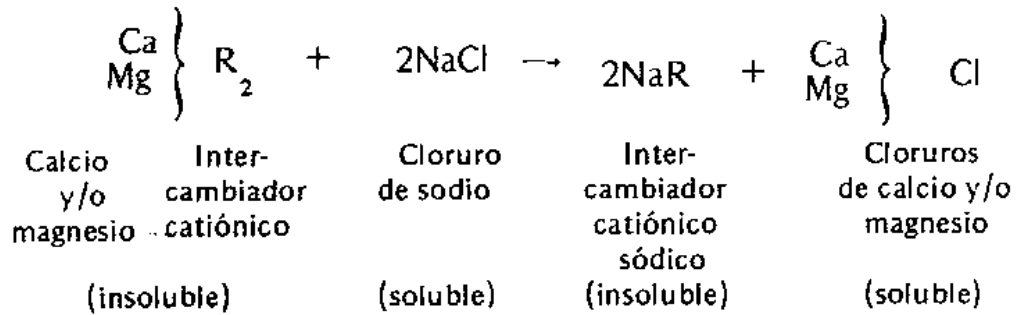 Ca
Mg } R₂ + 2NaCl → 2NaR + Ca
Mg } Cl
Calcio
y/o
magnesio
Inter-
cambiador
catiónico
Cloruro
de sodio
Inter-
cambiador
catiónico
sódico
Cloruros
de calcio y/o
magnesio
(insoluble) (soluble) (insoluble) (soluble)